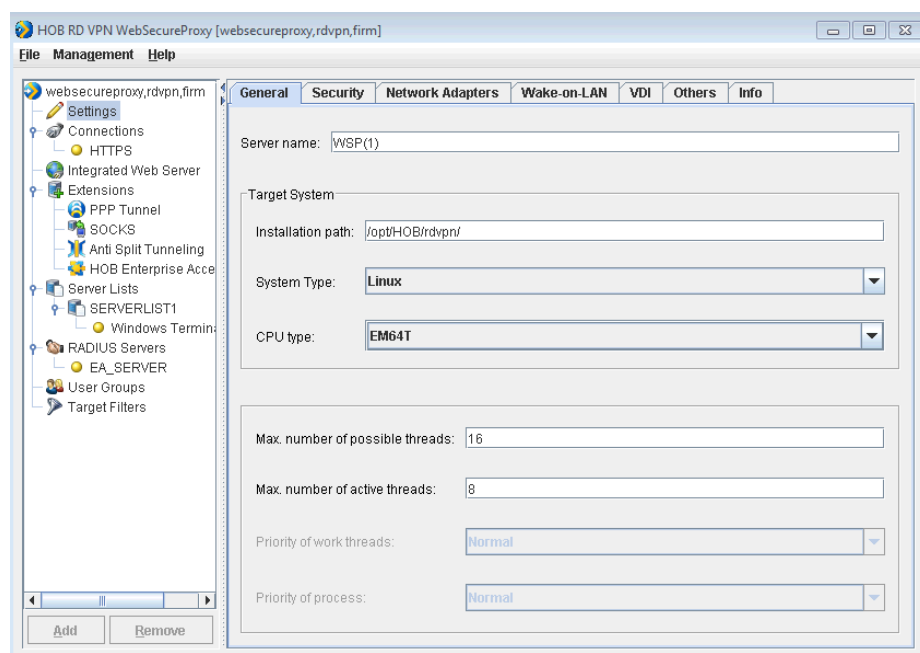 HOB RD VPN WebSecureProxy [websecureproxy,rdvpn,firm]
File Management Help
websecureproxy,rdvpn,firm
Settings
Connections
HTTPS
Integrated Web Server
Extensions
PPP Tunnel
SOCKS
Anti Split Tunneling
HOB Enterprise Acce
Server Lists
SERVERLIST1
Windows Termin
RADIUS Servers
EA_SERVER
User Groups
Target Filters
Add Remove
General Security Network Adapters Wake-on-LAN VDI Others Info
Server name: WSP(1)
Target System
Installation path: /opt/HOB/rdvpn/
System Type: Linux
CPU type: EM64T
Max. number of possible threads: 16
Max. number of active threads: 8
Priority of work threads: Normal
Priority of process: Normal